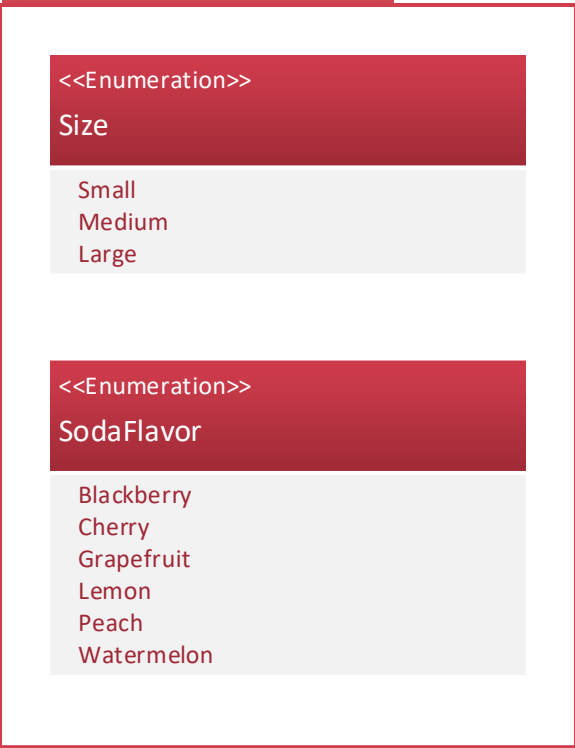 <<Enumeration>>
Size
Small
Medium
Large
<<Enumeration>>
SodaFlavor
Blackberry
Cherry
Grapefruit
Lemon
Peach
Watermelon